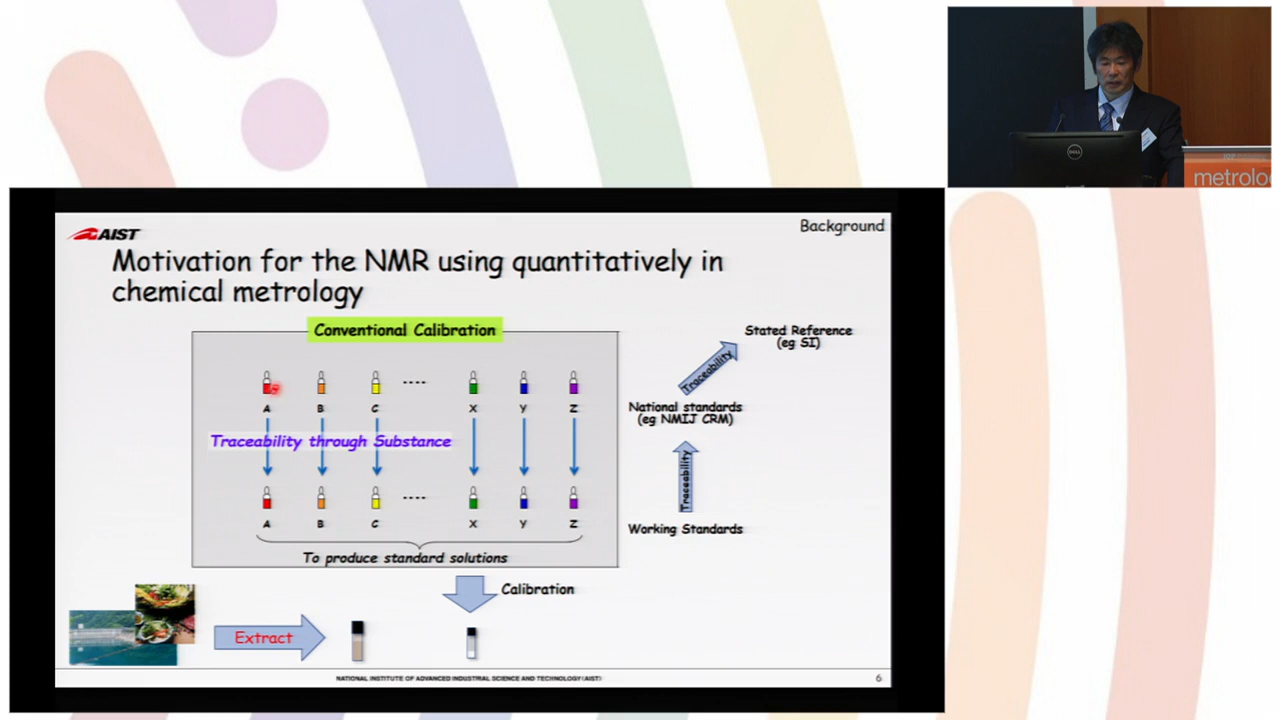 AIST
Background
Motivation for the NMR using quantitatively in
chemical metrology
Conventional Calibration
A B C ---- X Y Z
Traceability through Substance
A B C ---- X Y Z
To produce standard solutions
Stated Reference
(eg SI)
Traceability
National standards
(eg NMIJ CRM)
Traceability
Working Standards
Calibration
Extract
NATIONAL INSTITUTE OF ADVANCED INDUSTRIAL SCIENCE AND TECHNOLOGY (AIST)
6
DELL
metrolo